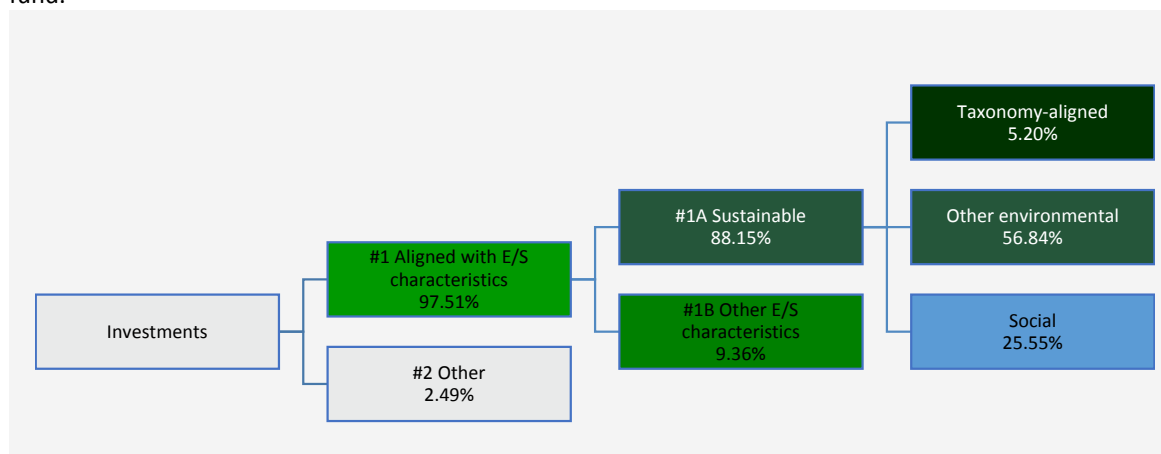 fund.
Taxonomy-aligned
5.20%
#1A Sustainable
88.15%
Other environmental
56.84%
#1 Aligned with E/S
characteristics
97.51%
#1B Other E/S
characteristics
9.36%
Social
25.55%
Investments
#2 Other
2.49%